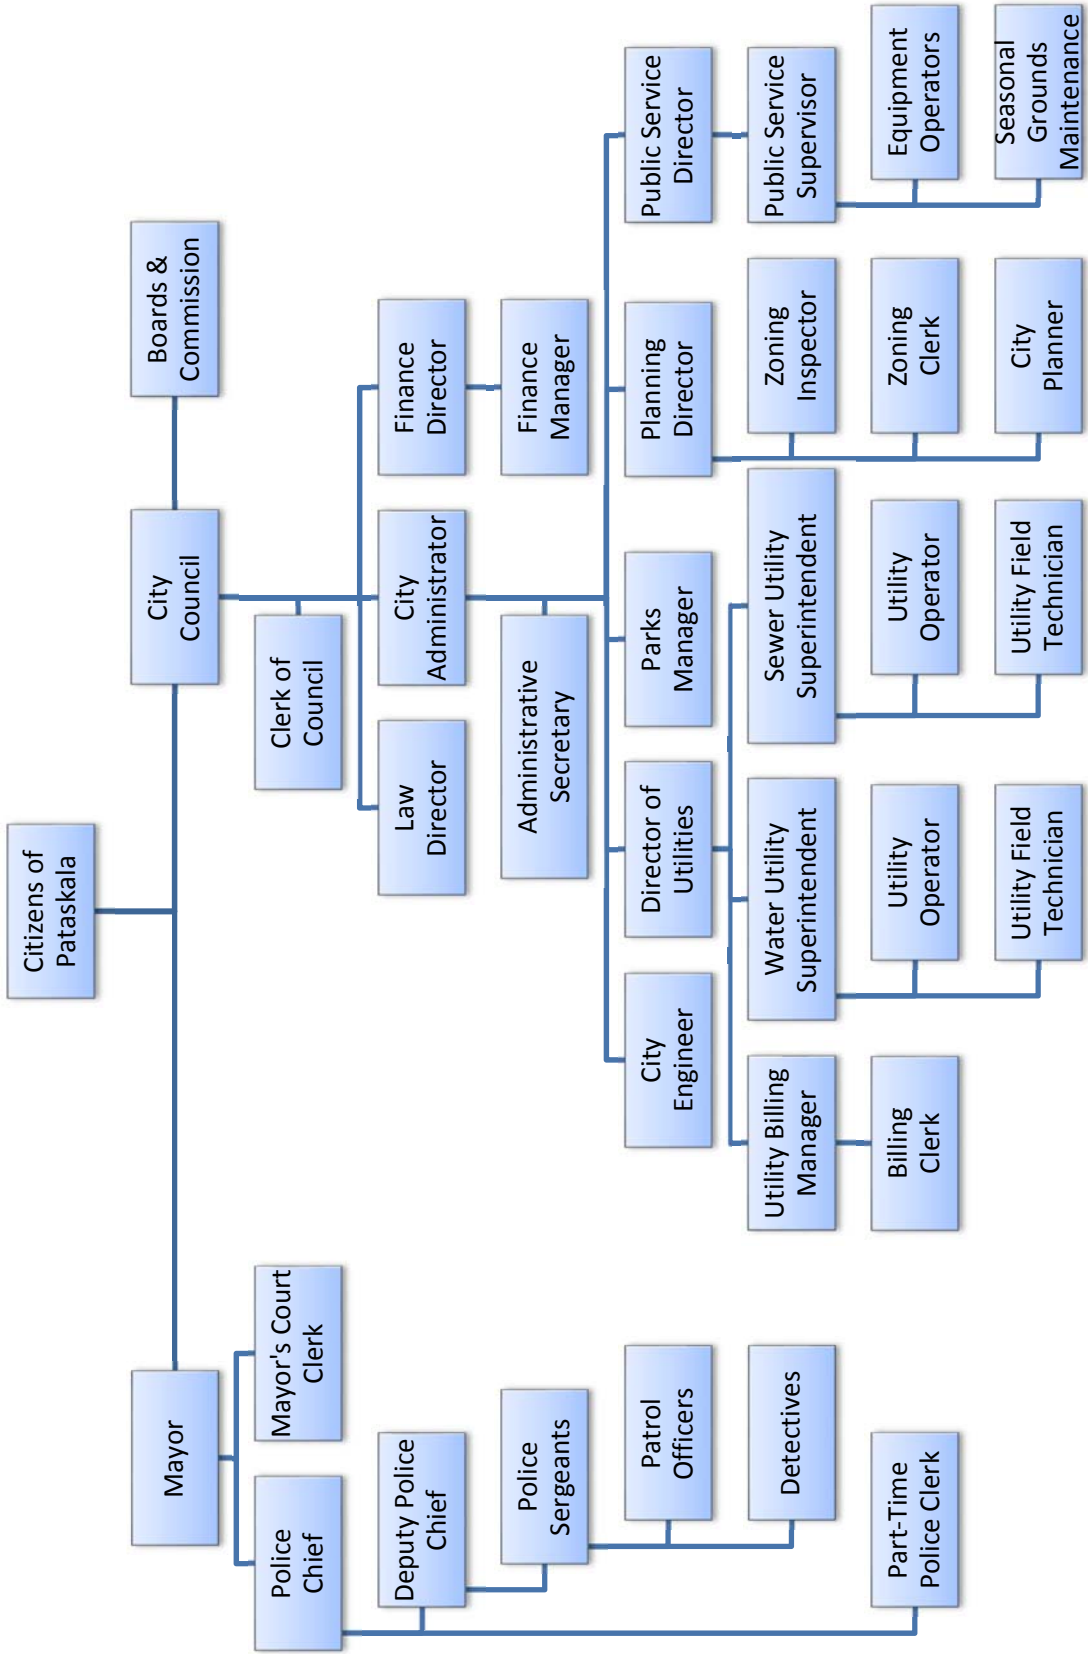 Citizens of
Pataskala
Mayor
City
Council
Boards &
Commission
Police
Chief
Mayor's Court
Clerk
Clerk of
Council
Deputy Police
Chief
Law
Director
City
Administrator
Finance
Director
Police
Sergeants
Administrative
Secretary
Finance
Manager
Patrol
Officers
City
Engineer
Director of
Utilities
Parks
Manager
Planning
Director
Public Service
Director
Detectives
Utility Billing
Manager
Water Utility
Superintendent
Sewer Utility
Superintendent
Zoning
Inspector
Public Service
Supervisor
Part-Time
Police Clerk
Billing
Clerk
Utility
Operator
Utility
Operator
Zoning
Clerk
Equipment
Operators
Utility Field
Technician
Utility Field
Technician
City
Planner
Seasonal
Grounds
Maintenance